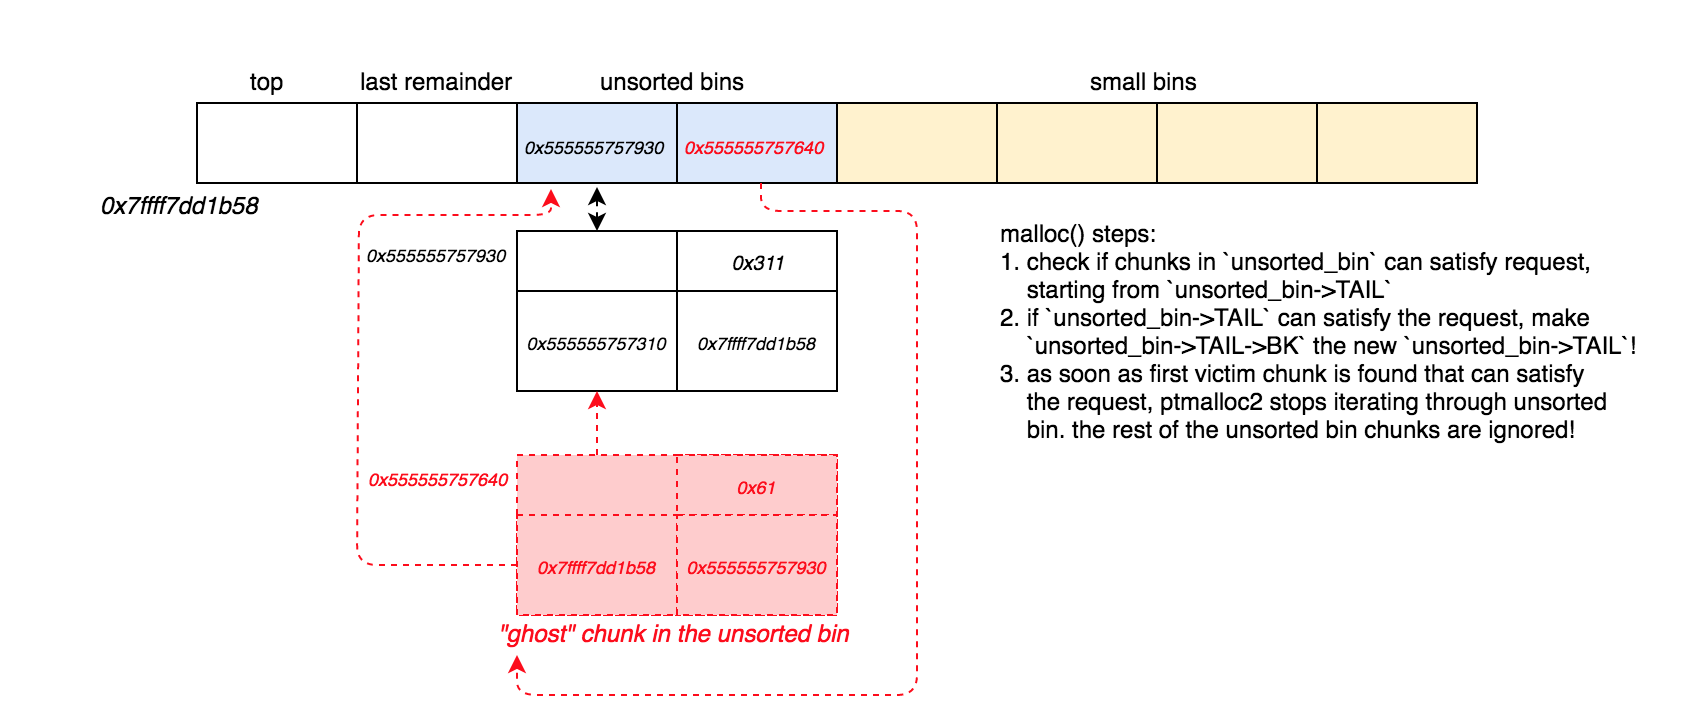 top
last remainder
unsorted bins
small bins
0x555555757930
0x555555757640
0x7ffff7dd1b58
0x555555757930
0x311
0x555555757310
0x7ffff7dd1b58
malloc() steps:
1. check if chunks in `unsorted_bin` can satisfy request,
starting from `unsorted_bin->TAIL`
2. if `unsorted_bin->TAIL` can satisfy the request, make
`unsorted_bin->TAIL->BK` the new `unsorted_bin->TAIL`!
3. as soon as first victim chunk is found that can satisfy
the request, ptmalloc2 stops iterating through unsorted
bin. the rest of the unsorted bin chunks are ignored!
0x555555757640
0x61
0x7ffff7dd1b58
0x555555757930
"ghost" chunk in the unsorted bin